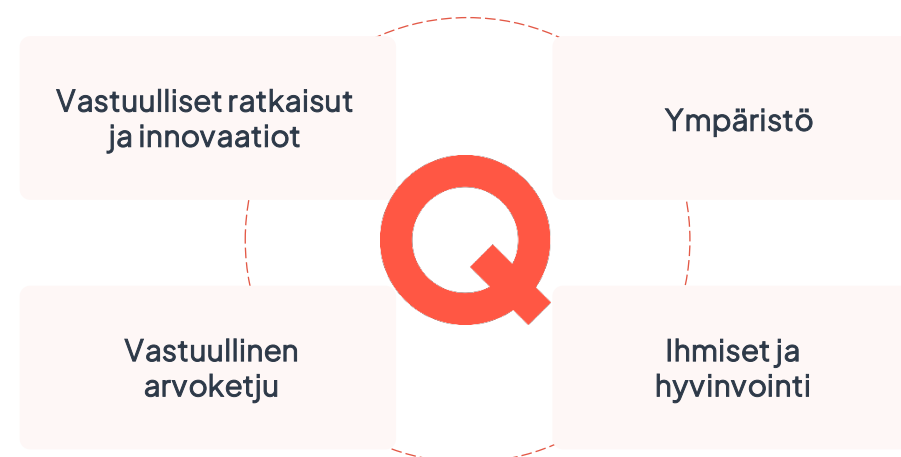 Vastuulliset ratkaisut
ja innovaatiot
Ympäristö
Q
Vastuullinen
arvoketju
Ihmiset ja
hyvinvointi